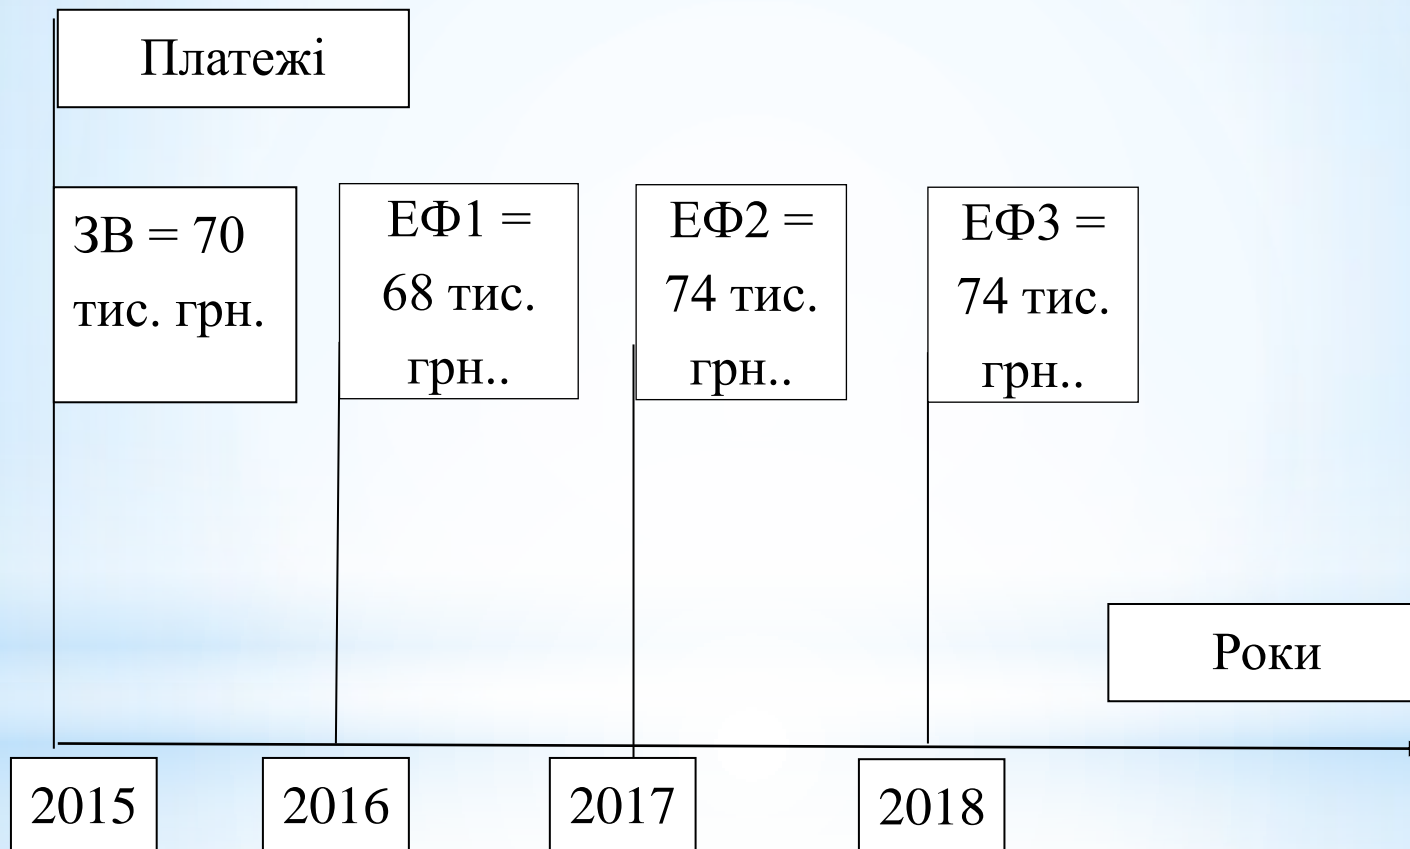 Платежі
ЗВ = 70
тис. грн.
ЕФ1 =
68 тис.
грн..
ЕФ2 =
74 тис.
грн..
ЕФ3 =
74 тис.
грн..
Роки
2015
2016
2017
2018